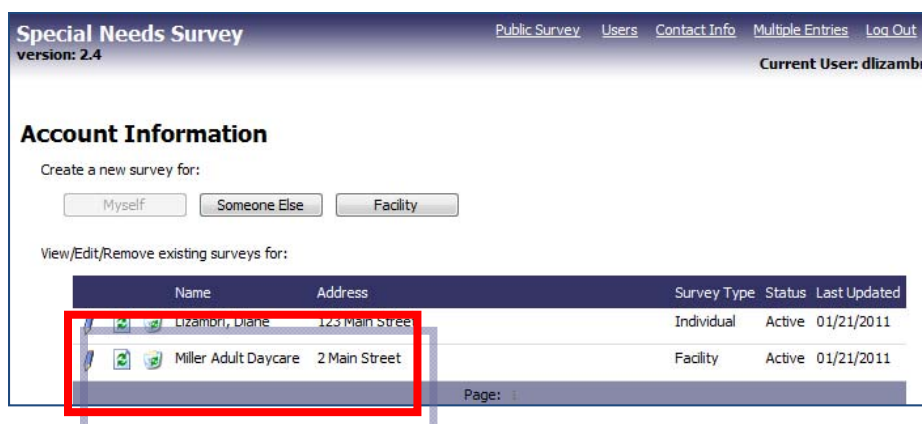 Special Needs Survey
version: 2.4
Public Survey Users Contact Info Multiple Entries Log Out
Current User: dlizambr
Account Information
Create a new survey for:
Myself Someone Else Facility
View/Edit/Remove existing surveys for:
Name Address Survey Type Status Last Updated
Lizambri, Diane 123 Main Street Individual Active 01/21/2011
Miller Adult Daycare 2 Main Street Facility Active 01/21/2011
Page: 1